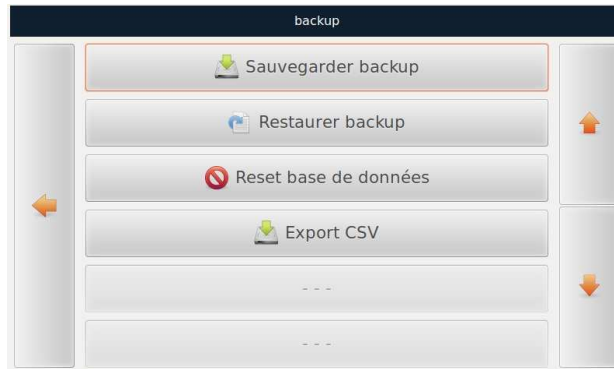 backup
Sauvegarder backup
Restaurer backup
Reset base de données
Export CSV
- - -
- - -